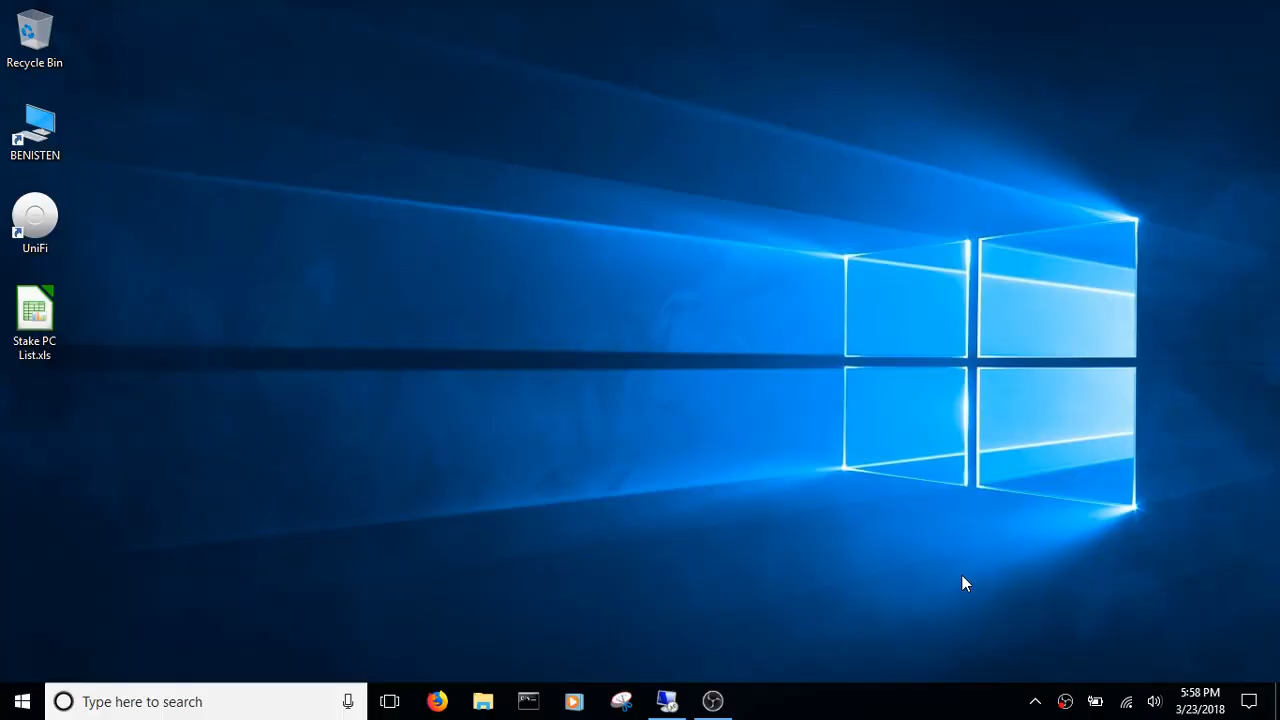 Recycle Bin
BENISTEN
UniFi
Stake PC
List.xls
Type here to search
5:58 PM
3/23/2018